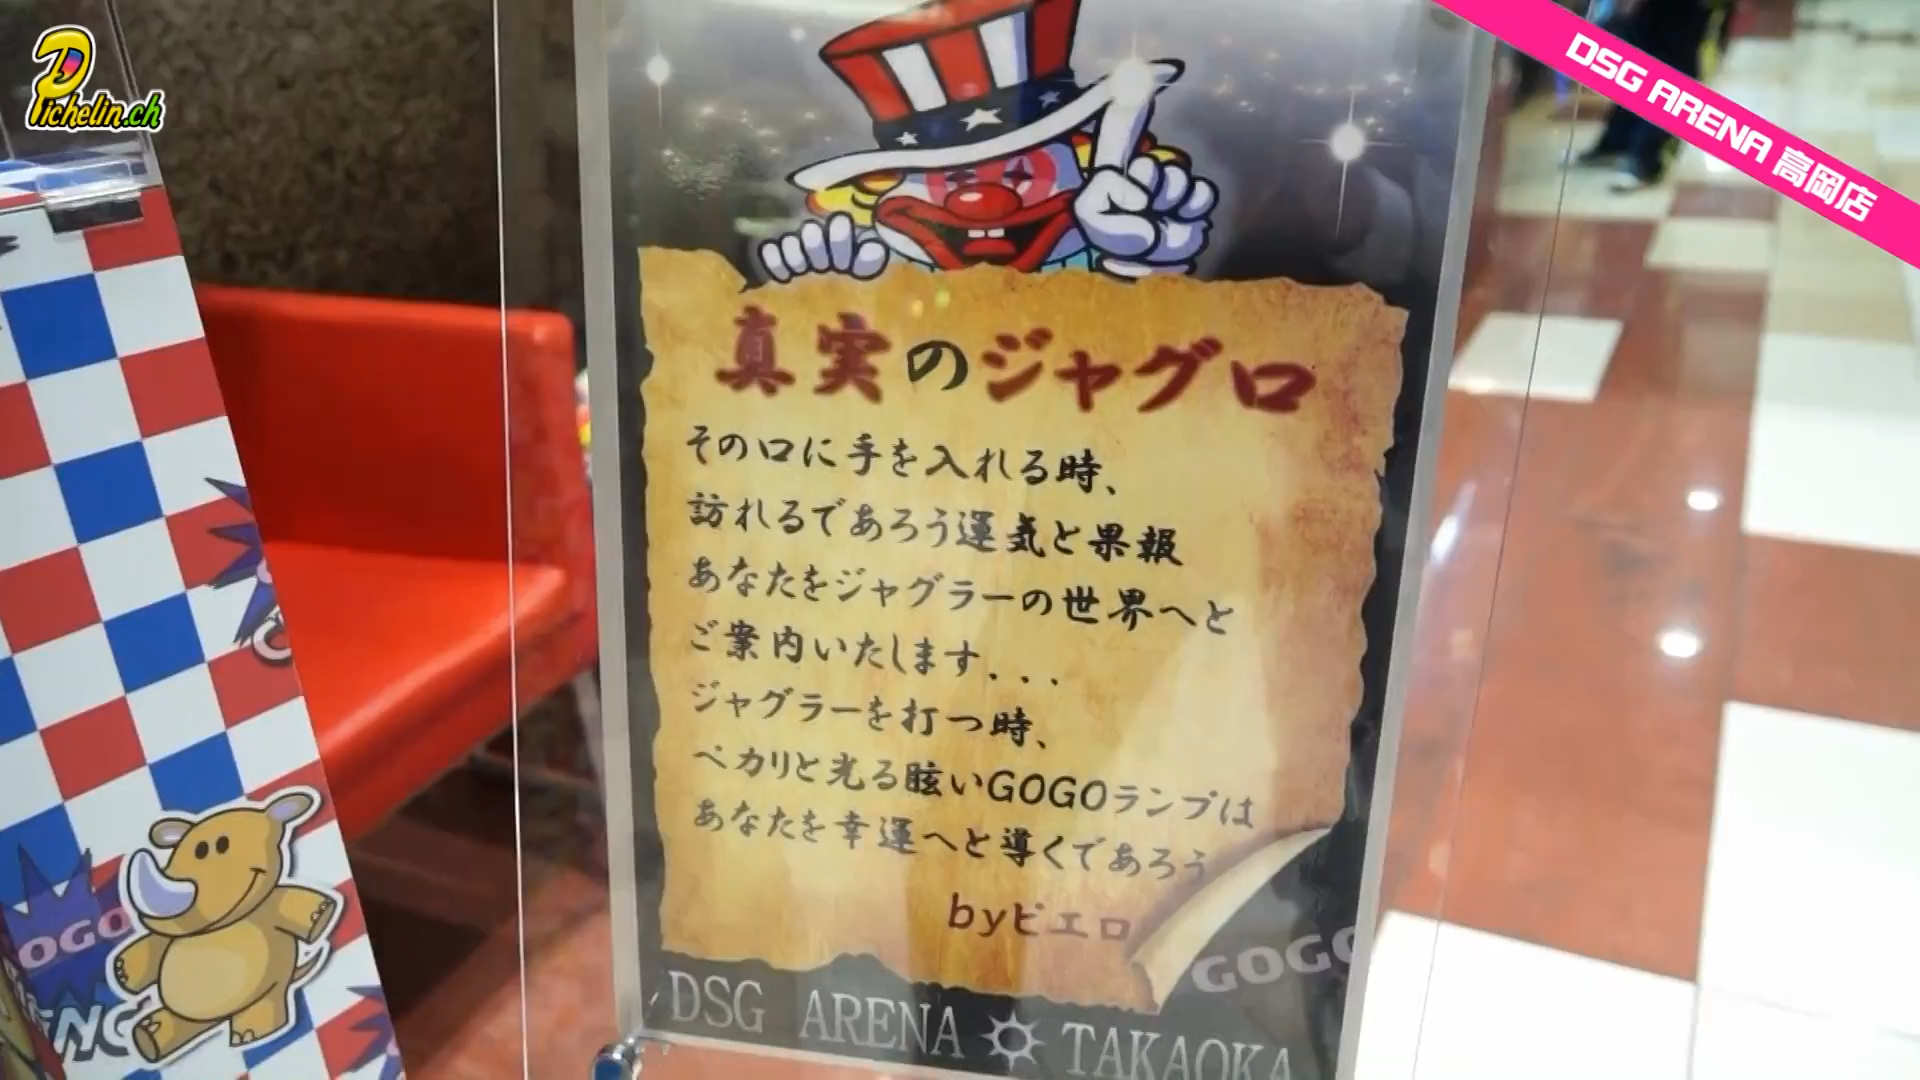 Pichelin.ch
DSG ARENA 高岡店
真実のジャグロ
その口に手を入れる時、
訪れるであろう運気と果報
あなたをジャグラーの世界へと
ご案内いたします...
ジャグラーを打つ時、
ペカリと光る眩いGOGOランプは
あなたを幸運へと導くであろう
byピエロ
GOGO
DSG ARENA TAKAOKA
OGO